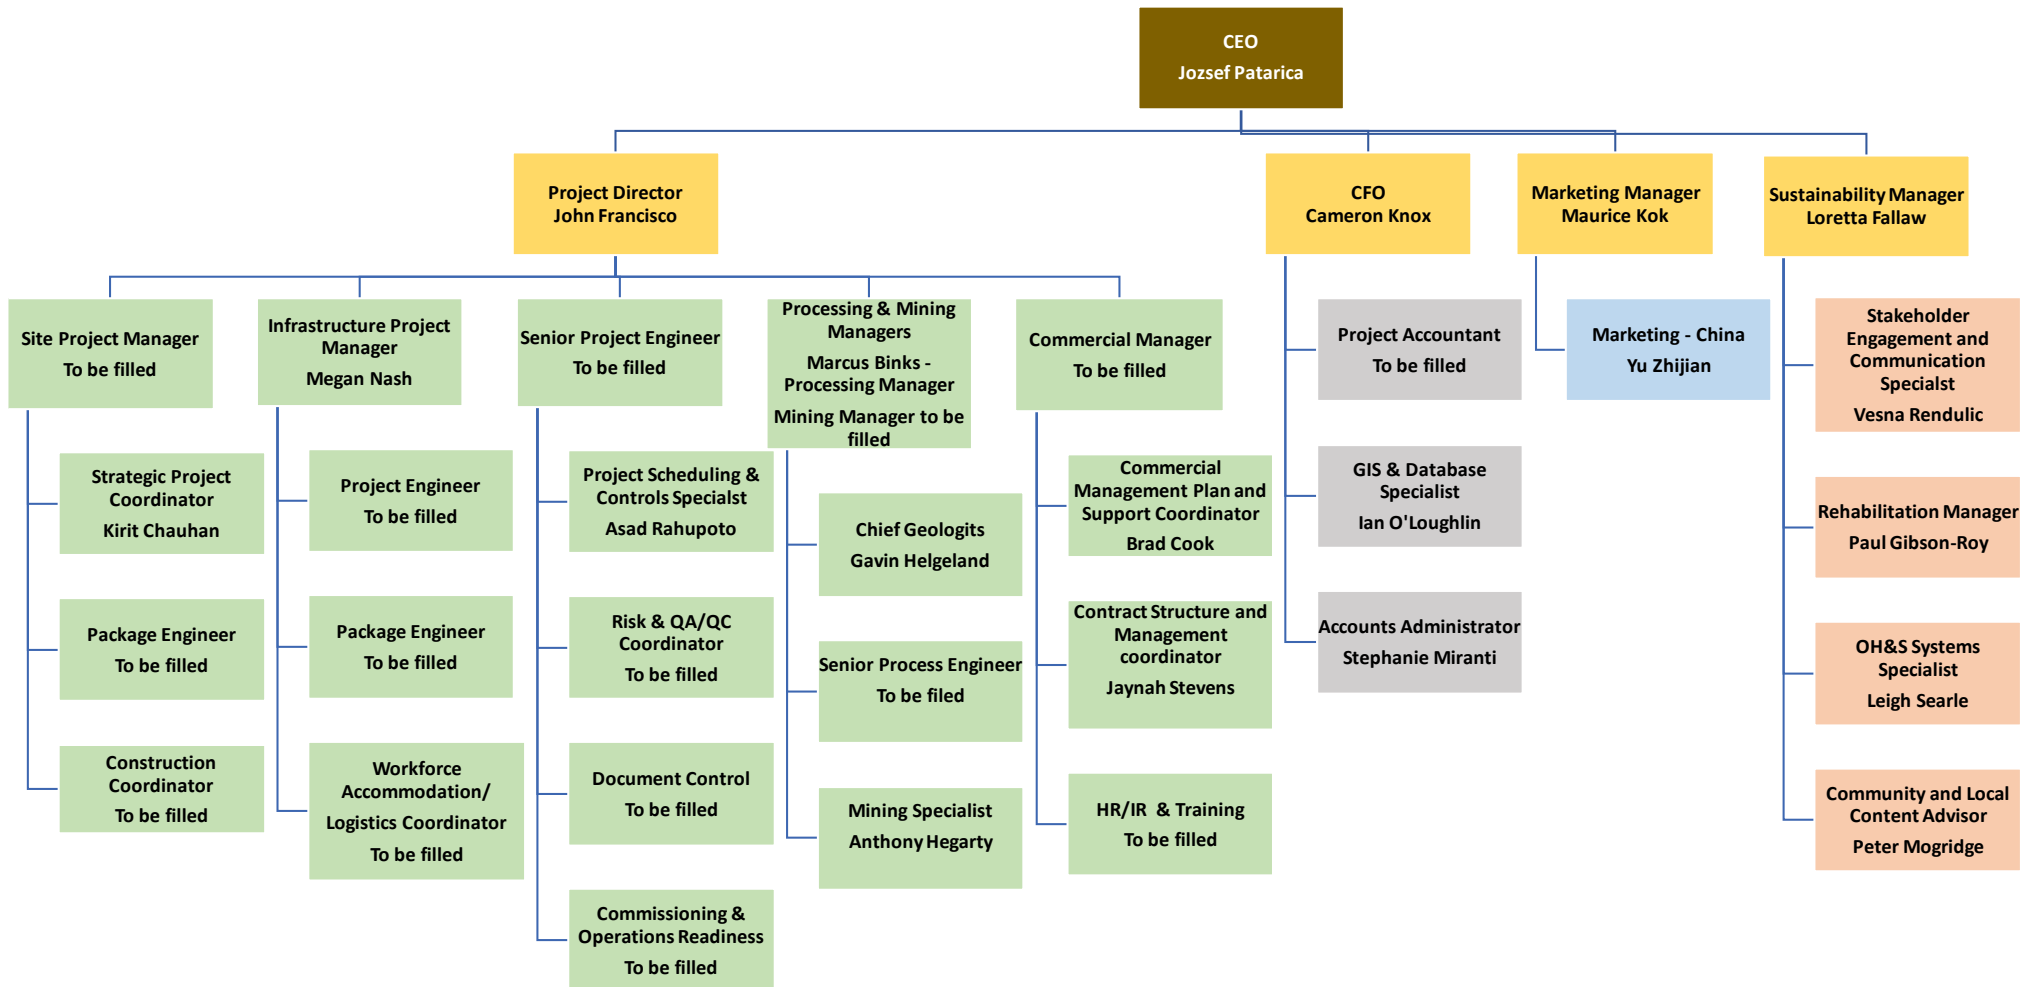 CEO
Jozsef Patarica
Project Director
John Francisco
CFO
Cameron Knox
Marketing Manager
Maurice Kok
Sustainability Manager
Loretta Fallaw
Site Project Manager
To be filled
Strategic Project
Coordinator
Kirit Chauhan
Package Engineer
To be filled
Construction
Coordinator
To be filled
Infrastructure Project
Manager
Megan Nash
Project Engineer
To be filled
Package Engineer
To be filled
Workforce
Accommodation/
Logistics Coordinator
To be filled
Senior Project Engineer
To be filled
Project Scheduling &
Controls Specialst
Asad Rahupoto
Risk & QA/QC
Coordinator
To be filled
Document Control
To be filled
Commissioning &
Operations Readiness
To be filled
Processing & Mining
Managers
Marcus Binks -
Processing Manager
Mining Manager to be
filled
Chief Geologits
Gavin Helgeland
Senior Process Engineer
To be filed
Mining Specialist
Anthony Hegarty
Commercial Manager
To be filled
Commercial
Management Plan and
Support Coordinator
Brad Cook
Contract Structure and
Management
coordinator
Jaynah Stevens
HR/IR & Training
To be filled
Project Accountant
To be filled
GIS & Database
Specialist
Ian O'Loughlin
Accounts Administrator
Stephanie Miranti
Marketing - China
Yu Zhijian
Stakeholder
Engagement and
Communication
Specialst
Vesna Rendulic
Rehabilitation Manager
Paul Gibson-Roy
OH&S Systems
Specialist
Leigh Searle
Community and Local
Content Advisor
Peter Mogridge